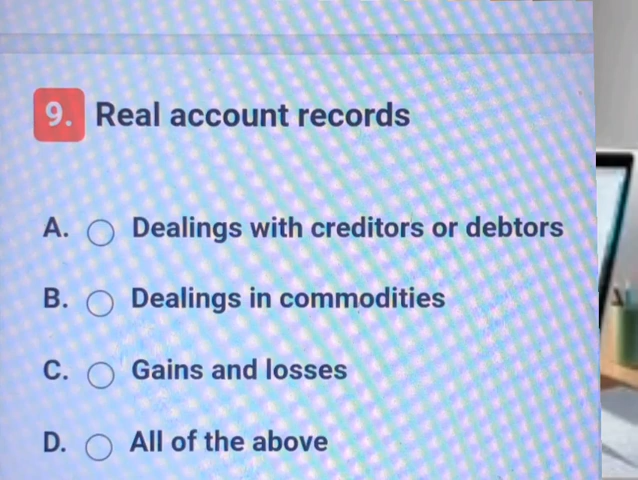 9. Real account records
A. Dealings with creditors or debtors
B. Dealings in commodities
C. Gains and losses
D. All of the above